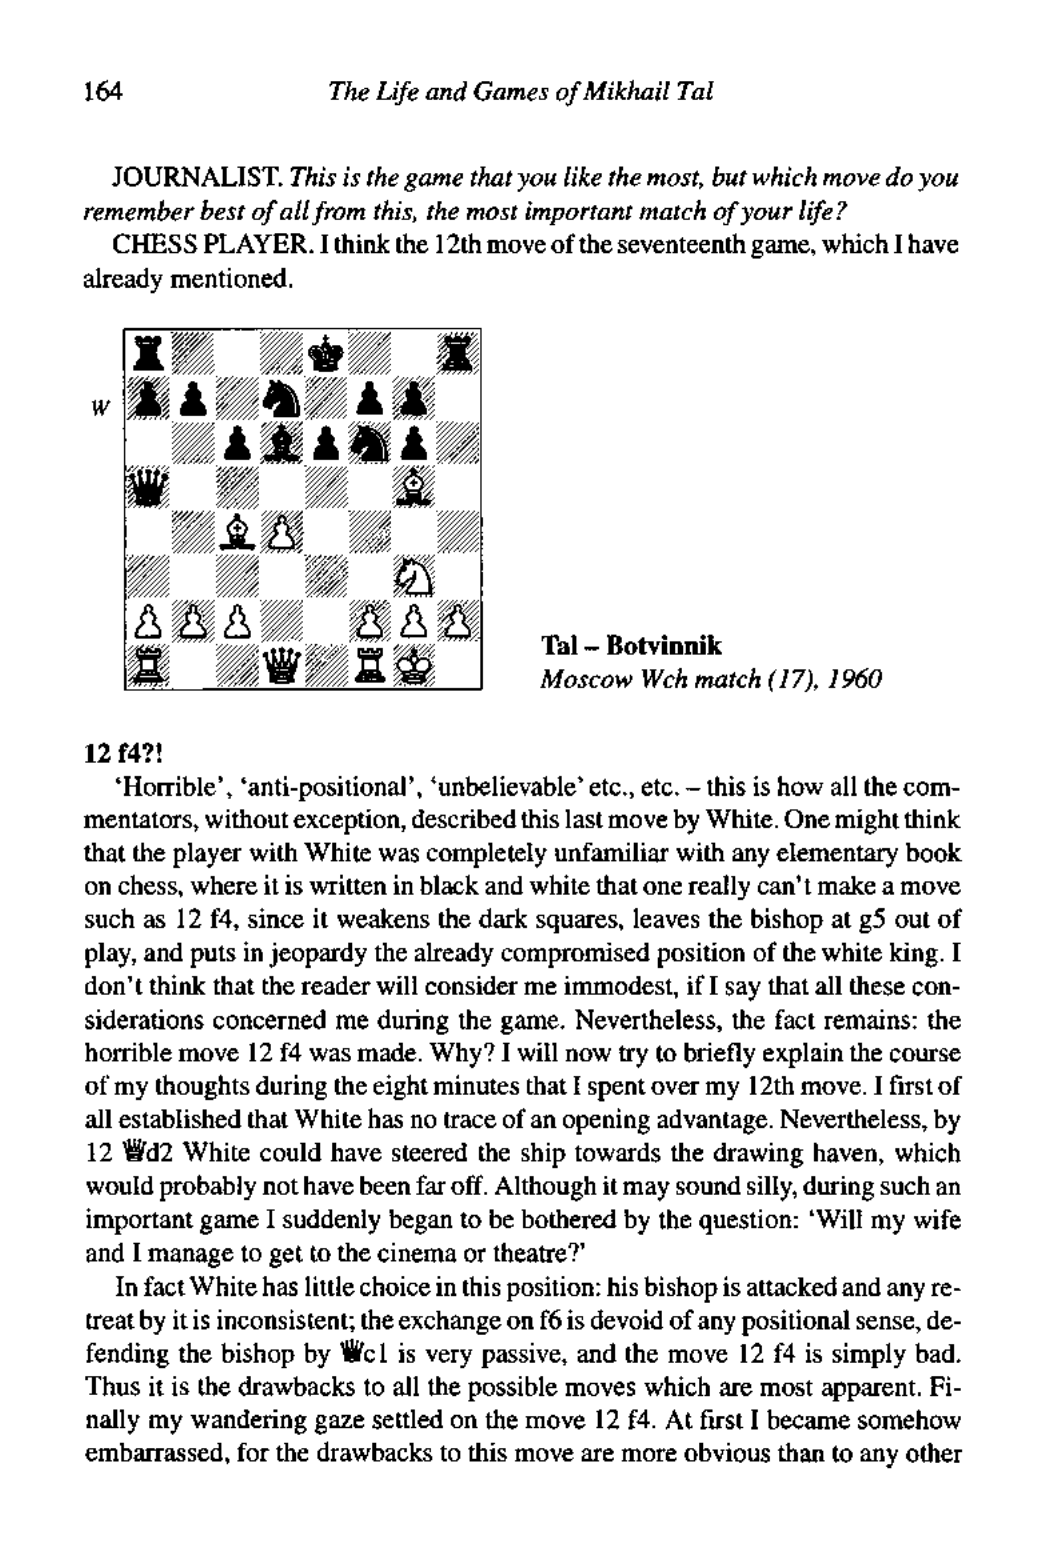 164
The Life and Games of Mikhail Tal
JOURNALIST. This is the game that you like the most, but which move do you
remember best of all from this, the most important match of your life?
CHESS PLAYER. I think the 12th move of the seventeenth game, which I have
already mentioned.
W
Tal – Botvinnik
Moscow Wch match (17), 1960
12 f4?!
‘Horrible’, ‘anti-positional’, ‘unbelievable’ etc., etc. – this is how all the com-
mentators, without exception, described this last move by White. One might think
that the player with White was completely unfamiliar with any elementary book
on chess, where it is written in black and white that one really can’t make a move
such as 12 f4, since it weakens the dark squares, leaves the bishop at g5 out of
play, and puts in jeopardy the already compromised position of the white king. I
don’t think that the reader will consider me immodest, if I say that all these con-
siderations concerned me during the game. Nevertheless, the fact remains: the
horrible move 12 f4 was made. Why? I will now try to briefly explain the course
of my thoughts during the eight minutes that I spent over my 12th move. I first of
all established that White has no trace of an opening advantage. Nevertheless, by
12 ♕d2 White could have steered the ship towards the drawing haven, which
would probably not have been far off. Although it may sound silly, during such an
important game I suddenly began to be bothered by the question: ‘Will my wife
and I manage to get to the cinema or theatre?’
In fact White has little choice in this position: his bishop is attacked and any re-
treat by it is inconsistent; the exchange on f6 is devoid of any positional sense, de-
fending the bishop by ♕c1 is very passive, and the move 12 f4 is simply bad.
Thus it is the drawbacks to all the possible moves which are most apparent. Fi-
nally my wandering gaze settled on the move 12 f4. At first I became somehow
embarrassed, for the drawbacks to this move are more obvious than to any other